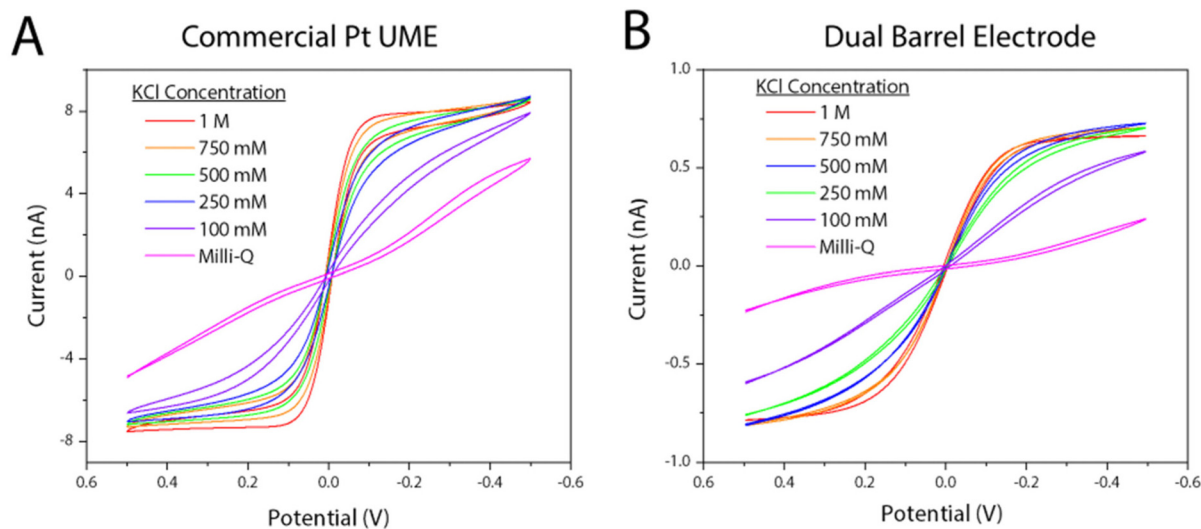 A
Commercial Pt UME
KCl Concentration
1 M
750 mM
500 mM
250 mM
100 mM
Milli-Q
8
4
0
-4
-8
Current (nA)
0.6
0.4
0.2
0.0
-0.2
-0.4
-0.6
Potential (V)
B
Dual Barrel Electrode
KCl Concentration
1 M
750 mM
500 mM
250 mM
100 mM
Milli-Q
1.0
0.5
0.0
-0.5
-1.0
Current (nA)
0.6
0.4
0.2
0.0
-0.2
-0.4
-0.6
Potential (V)